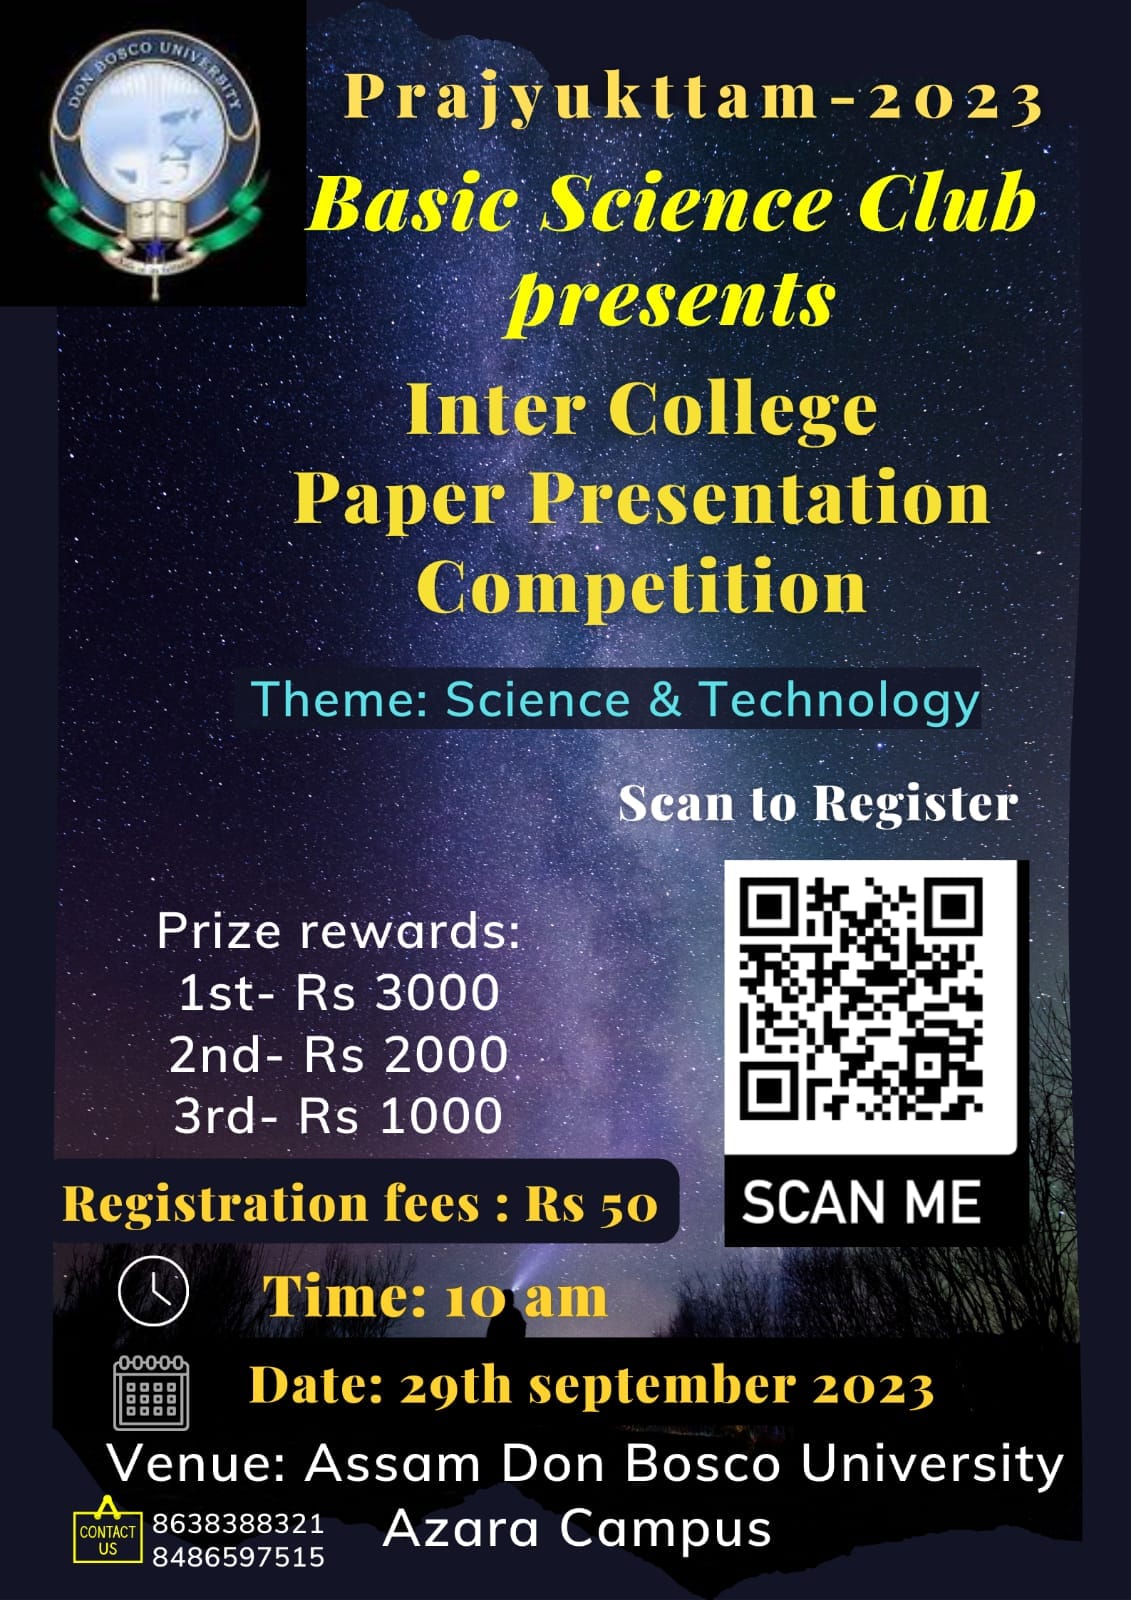 DON BOSCO UNIVERSITY
Prajyukttam-2023
Basic Science Club
presents
Inter College
Paper Presentation
Competition
Theme: Science & Technology
Scan to Register
Prize rewards:
1st- Rs 3000
2nd- Rs 2000
3rd- Rs 1000
SCAN ME
Registration fees : Rs 50
Time: 10 am
Date: 29th september 2023
Venue: Assam Don Bosco University
Azara Campus
CONTACT
US
8638388321
8486597515